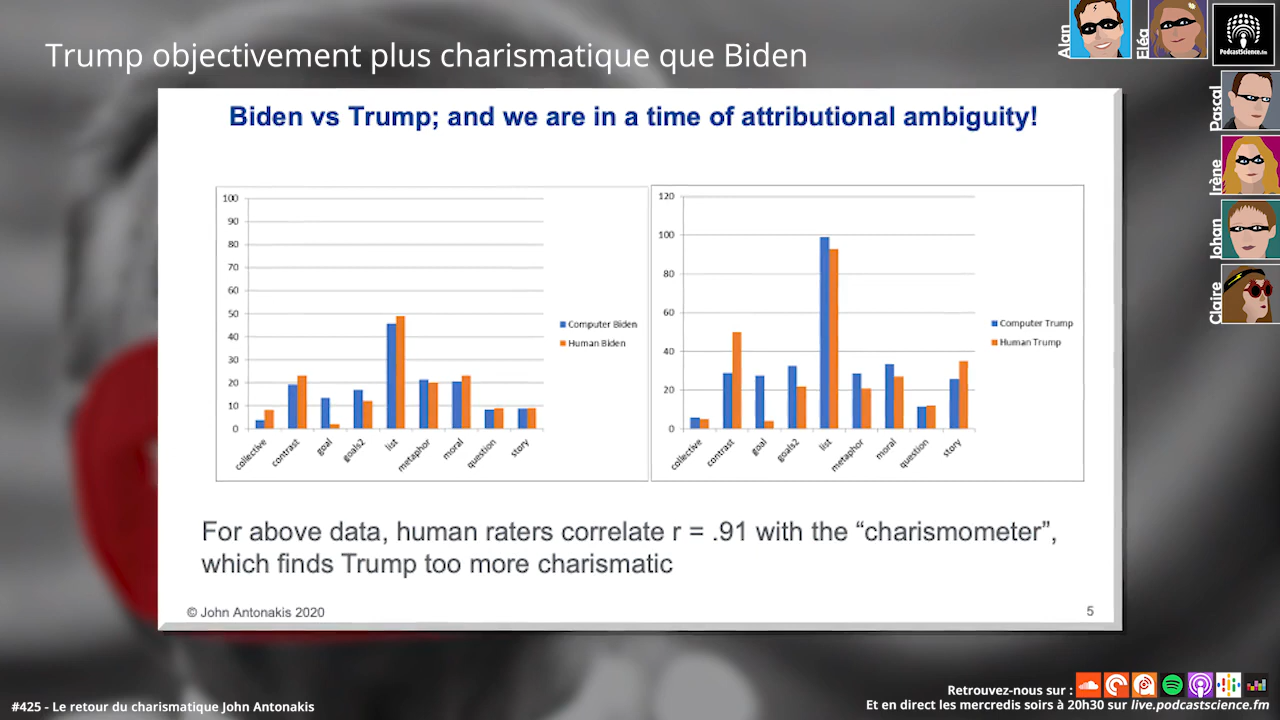 Trump objectivement plus charismatique que Biden
Alan
Eléa
PodcastScience.fm
Pascal
Irène
Johan
Claire
Biden vs Trump; and we are in a time of attributional ambiguity!
100
90
80
70
60
50
40
30
20
10
0
collective
contrast
goal
goals2
list
metaphor
moral
question
story
Computer Biden
Human Biden
120
100
80
60
40
20
0
collective
contrast
goal
goals2
list
metaphor
moral
question
story
Computer Trump
Human Trump
For above data, human raters correlate r = .91 with the “charismometer”,
which finds Trump too more charismatic
© John Antonakis 2020
5
#425 - Le retour du charismatique John Antonakis
Retrouvez-nous sur :
Et en direct les mercredis soirs à 20h30 sur live.podcastscience.fm